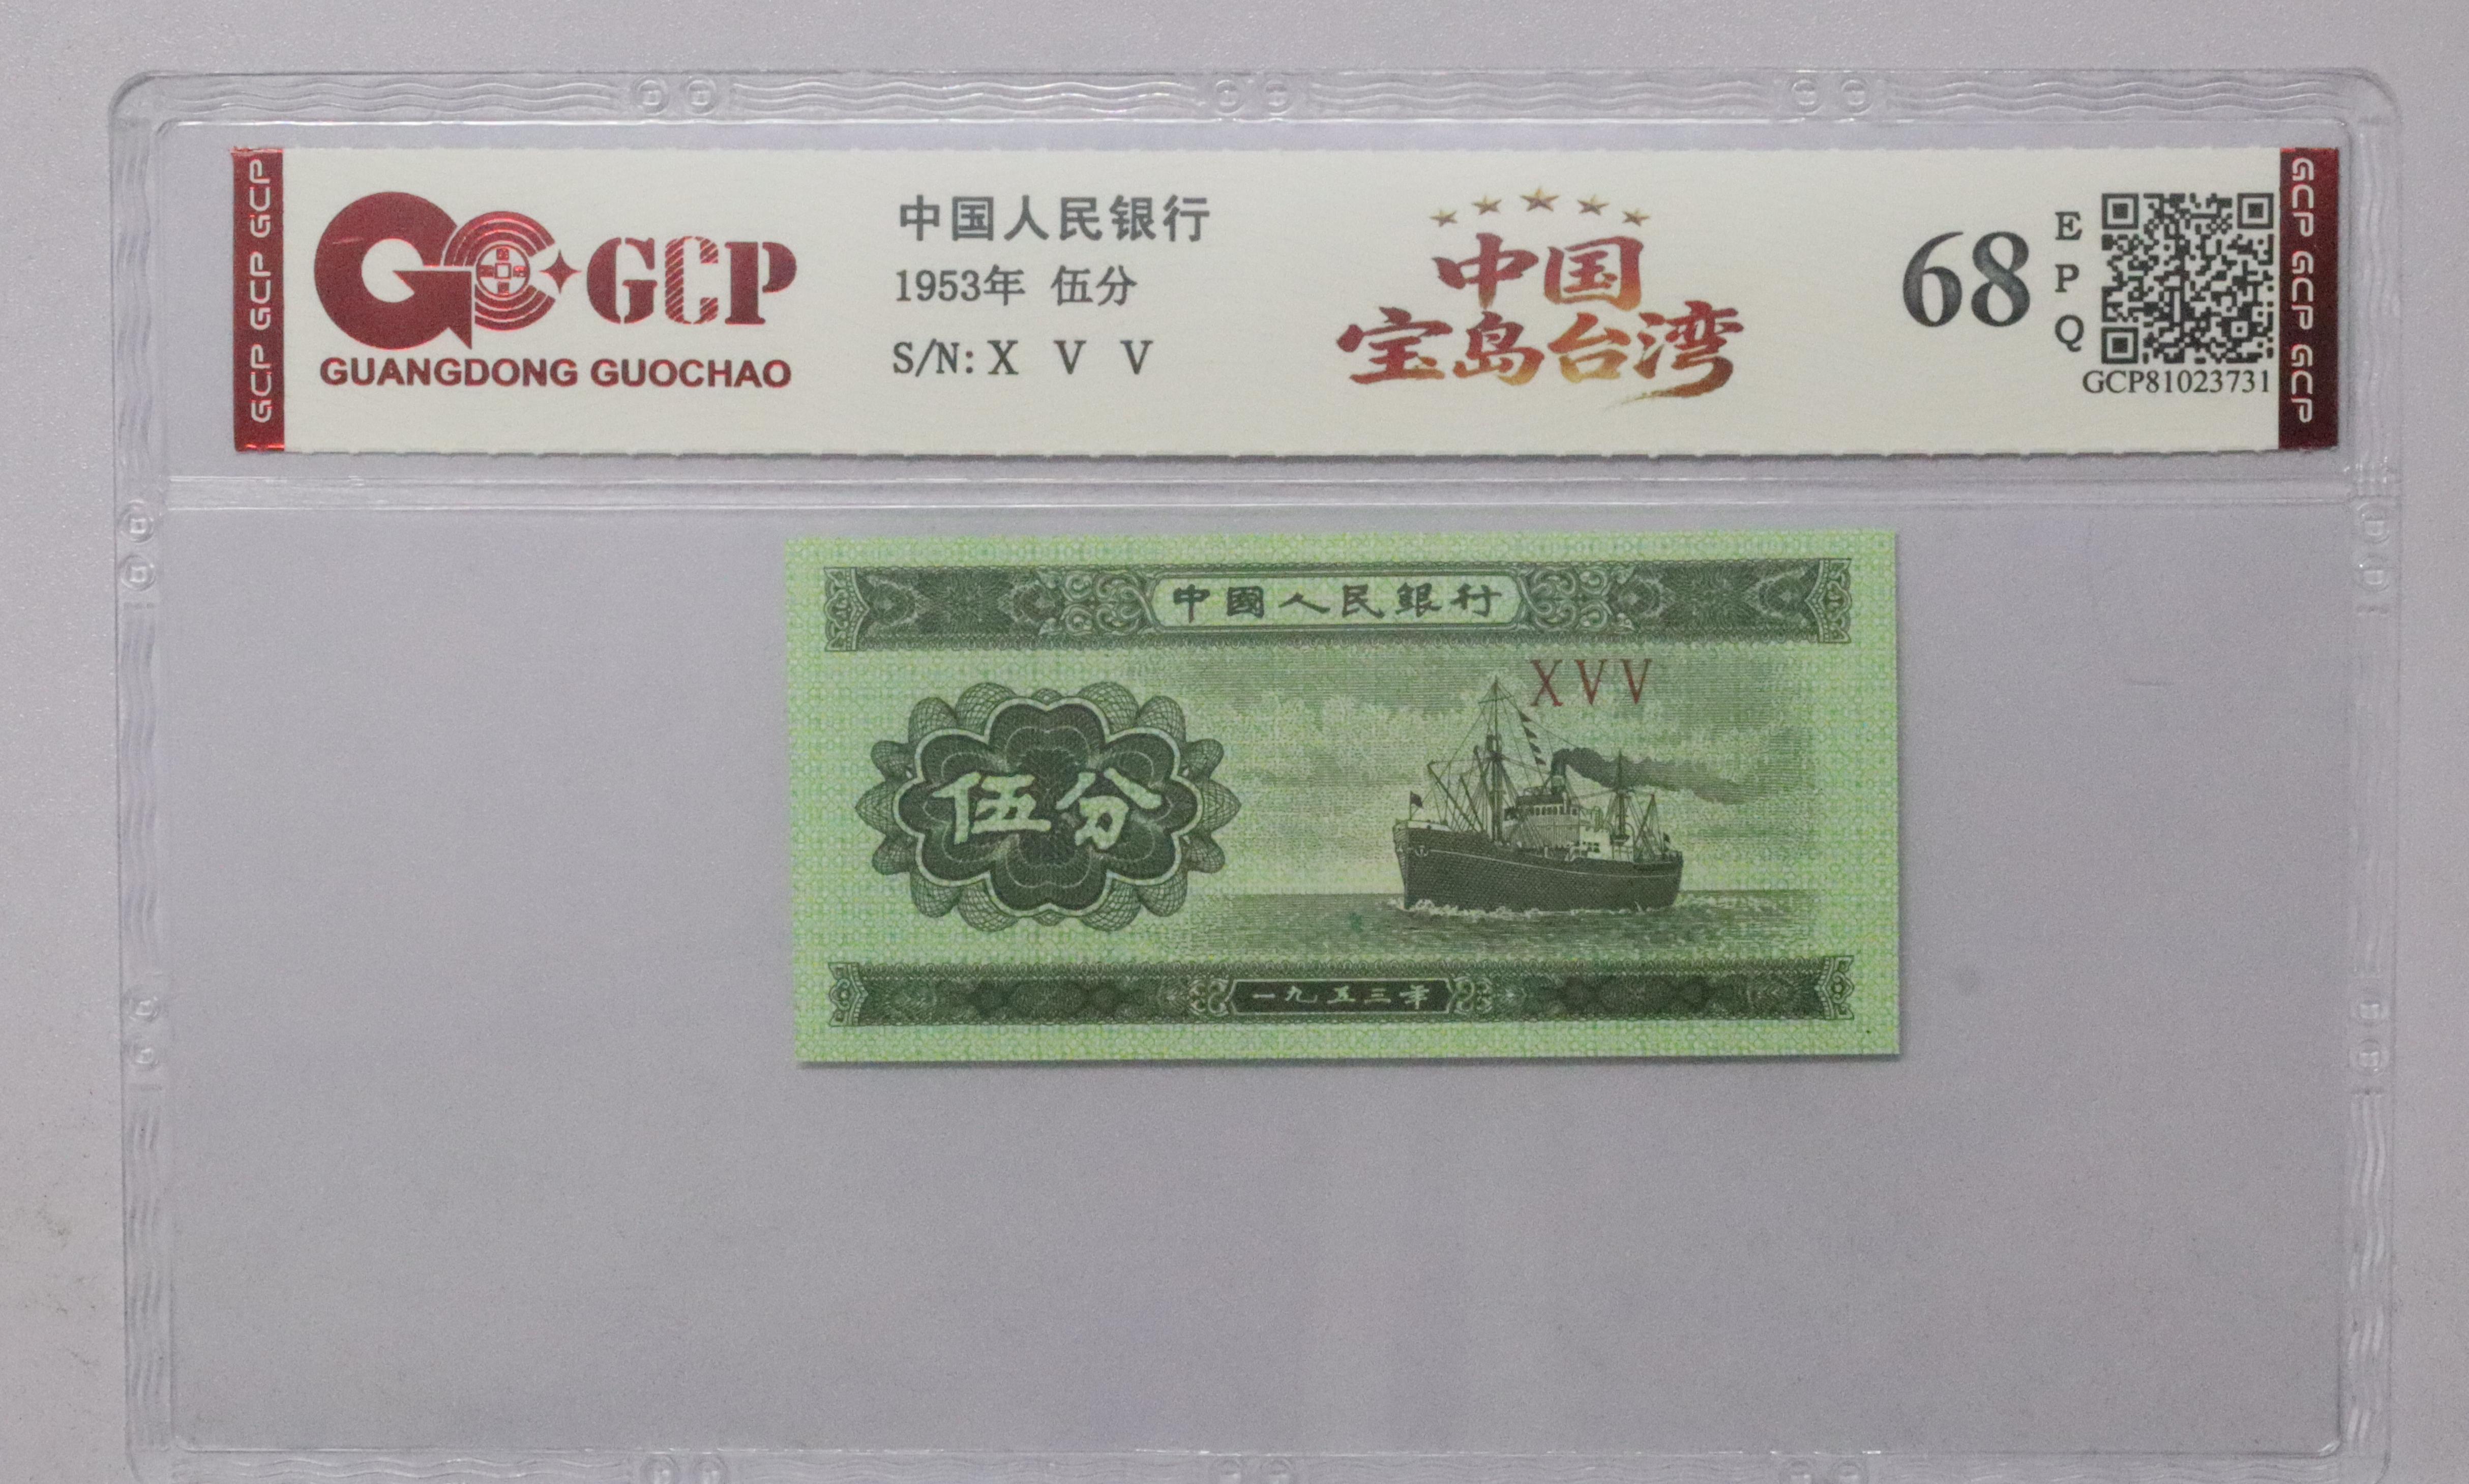 GCP GCP GCP
GCP
GUANGDONG GUOCHAO
中国人民银行
1953年 伍分
S/N: X V V
中国
宝岛台湾
68
E
P
Q
GCP81023731
GCP GCP GCP
中國人民銀行
XVV
伍分
一九五三年